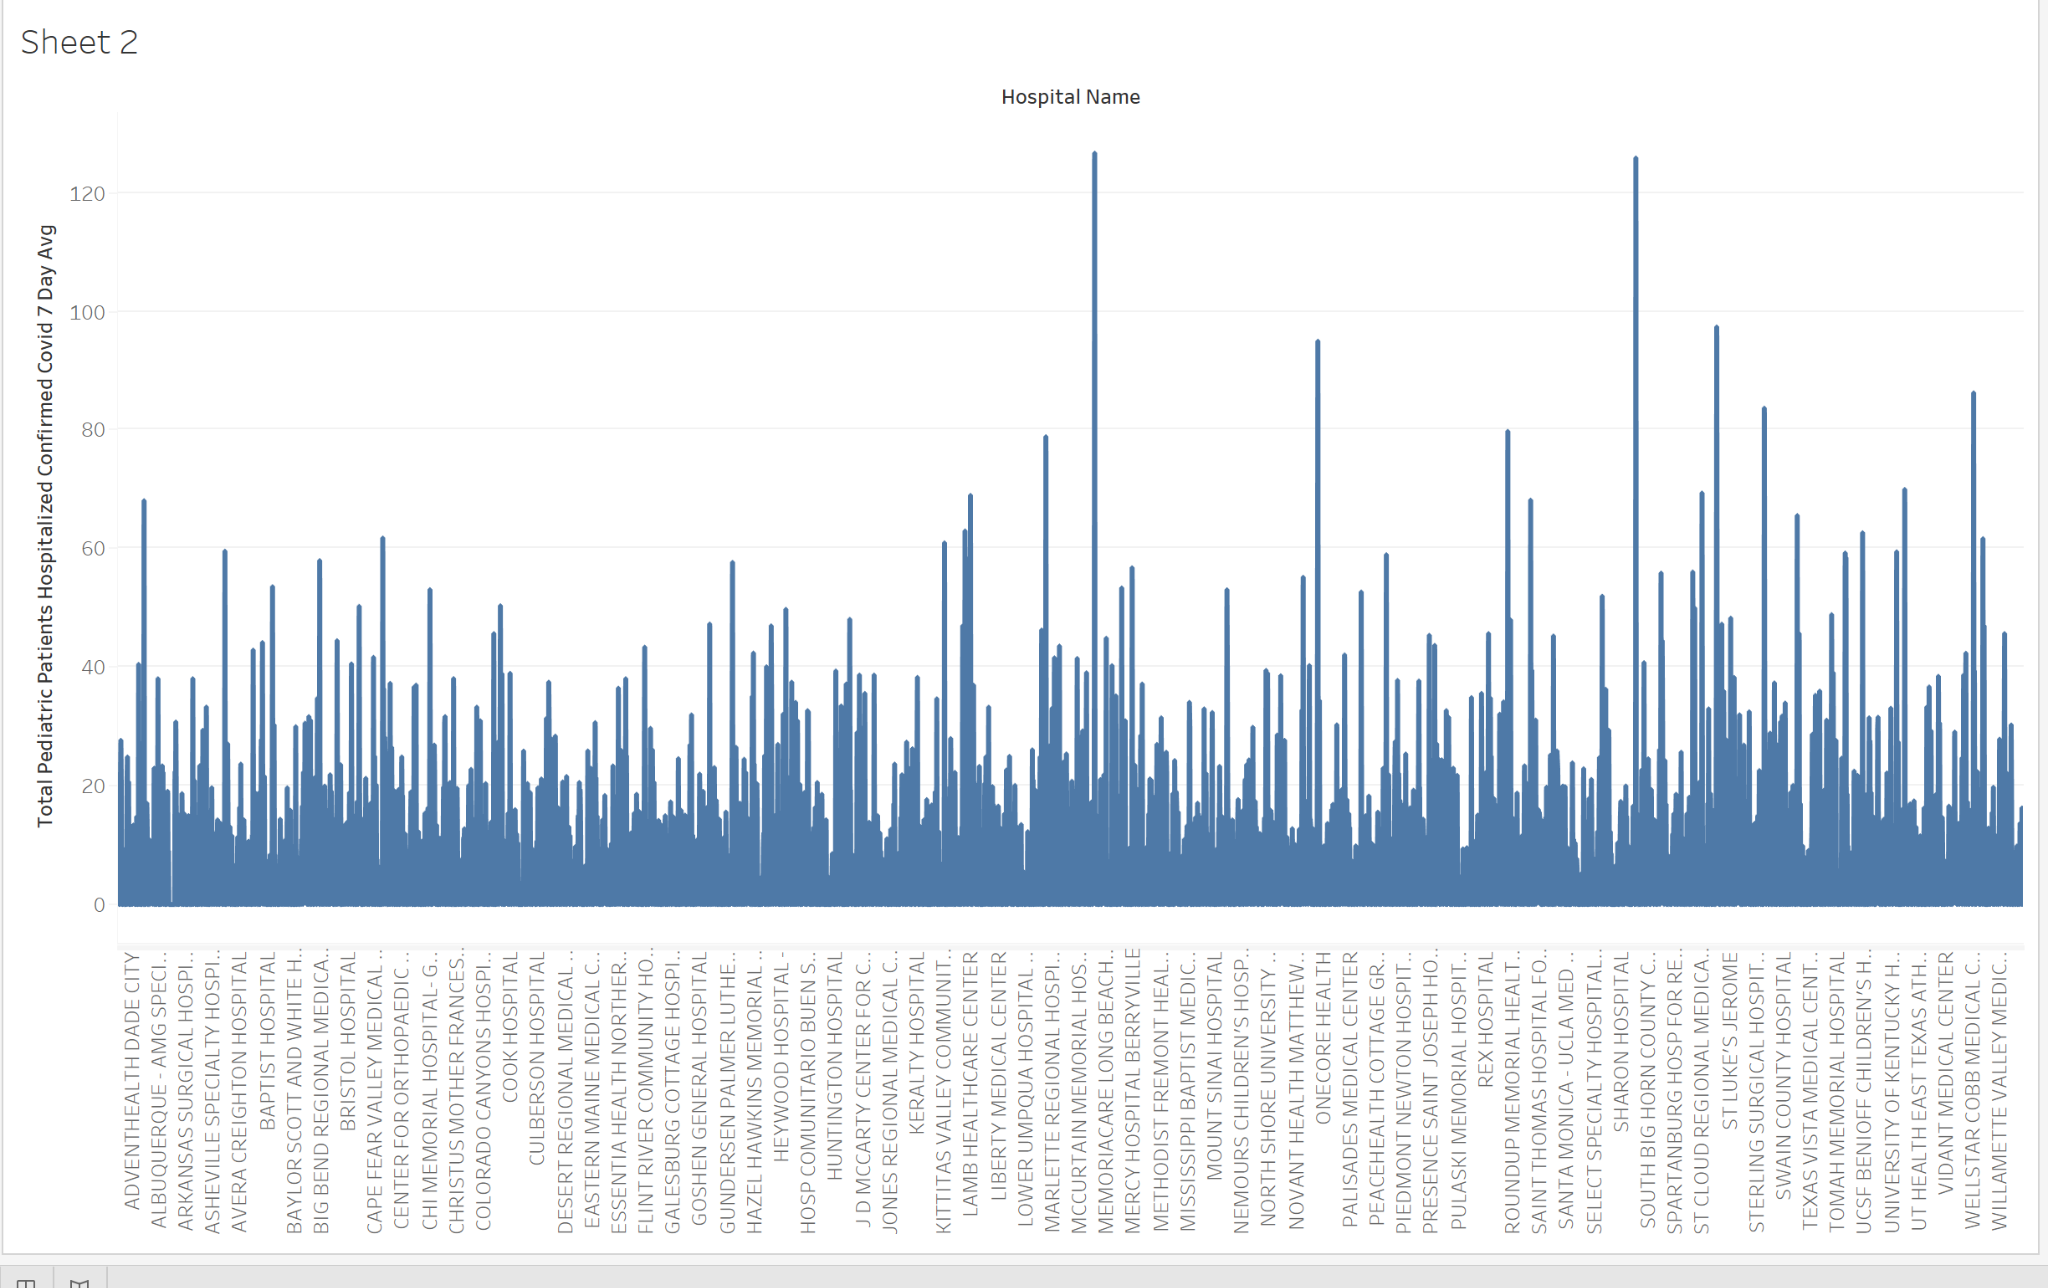 Sheet 2
Hospital Name
Total Pediatric Patients Hospitalized Confirmed Covid 7 Day Avg
120
100
80
60
40
20
0
ADVENTHEALTH DADE CITY
ALBUQUERQUE - AMG SPECI..
ARKANSAS SURGICAL HOSPI..
ASHEVILLE SPECIALTY HOSPI..
AVERA CREIGHTON HOSPITAL
BAPTIST HOSPITAL
BAYLOR SCOTT AND WHITE H..
BIG BEND REGIONAL MEDICA..
BRISTOL HOSPITAL
CAPE FEAR VALLEY MEDICAL ..
CENTER FOR ORTHOPAEDIC ..
CHI MEMORIAL HOSPITAL- G..
CHRISTUS MOTHER FRANCES..
COLORADO CANYONS HOSPI..
COOK HOSPITAL
CULBERSON HOSPITAL
DESERT REGIONAL MEDICAL ..
EASTERN MAINE MEDICAL C..
ESSENTIA HEALTH NORTHER..
FLINT RIVER COMMUNITY HO..
GALESBURG COTTAGE HOSPI..
GOSHEN GENERAL HOSPITAL
GUNDERSEN PALMER LUTHE..
HAZEL HAWKINS MEMORIAL ..
HEYWOOD HOSPITAL -
HOSP COMUNITARIO BUEN S..
HUNTINGTON HOSPITAL
J D MCCARTY CENTER FOR C..
JONES REGIONAL MEDICAL C..
KERALTY HOSPITAL
KITTITAS VALLEY COMMUNIT..
LAMB HEALTHCARE CENTER
LIBERTY MEDICAL CENTER
LOWER UMPQUA HOSPITAL ..
MARLETTE REGIONAL HOSPI..
MCCURTAIN MEMORIAL HOS..
MEMORIACARE LONG BEACH..
MERCY HOSPITAL BERRYVILLE
METHODIST FREMONT HEAL..
MISSISSIPPI BAPTIST MEDIC..
MOUNT SINAI HOSPITAL
NEMOURS CHILDREN'S HOSP..
NORTH SHORE UNIVERSITY ..
NOVANT HEALTH MATTHEW..
ONECORE HEALTH
PALISADES MEDICAL CENTER
PEACEHEALTH COTTAGE GR..
PIEDMONT NEWTON HOSPIT..
PRESENCE SAINT JOSEPH HO..
PULASKI MEMORIAL HOSPIT..
REX HOSPITAL
ROUNDUP MEMORIAL HEALT..
SAINT THOMAS HOSPITAL FO..
SANTA MONICA - UCLA MED ..
SELECT SPECIALTY HOSPITAL..
SHARON HOSPITAL
SOUTH BIG HORN COUNTY C..
SPARTANBURG HOSP FOR RE..
ST CLOUD REGIONAL MEDICA..
ST LUKE'S JEROME
STERLING SURGICAL HOSPIT..
SWAIN COUNTY HOSPITAL
TEXAS VISTA MEDICAL CENT..
TOMAH MEMORIAL HOSPITAL
UCSF BENIOFF CHILDREN'S H..
UNIVERSITY OF KENTUCKY H..
UT HEALTH EAST TEXAS ATH..
VIDANT MEDICAL CENTER
WELLSTAR COBB MEDICAL C..
WILLAMETTE VALLEY MEDIC..